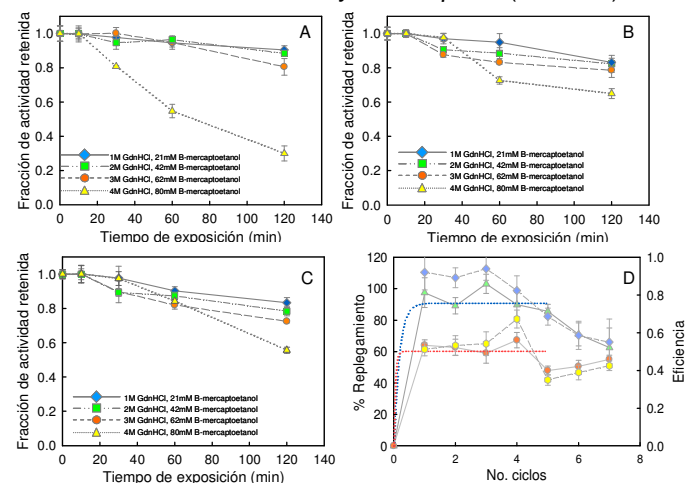 A
Fracción de actividad retenida
1.0
0.8
0.6
0.4
0.2
0.0
1M GdnHCl, 21mM B-mercaptoetanol
2M GdnHCl, 42mM B-mercaptoetanol
3M GdnHCl, 62mM B-mercaptoetanol
4M GdnHCl, 80mM B-mercaptoetanol
0 20 40 60 80 100 120 140
Tiempo de exposición (min)
B
Fracción de actividad retenida
1.0
0.8
0.6
0.4
0.2
0.0
1M GdnHCl, 21mM B-mercaptoetanol
2M GdnHCl, 42mM B-mercaptoetanol
3M GdnHCl, 62mM B-mercaptoetanol
4M GdnHCl, 80mM B-mercaptoetanol
0 20 40 60 80 100 120 140
Tiempo de exposición (min)
C
Fracción de actividad retenida
1.0
0.8
0.6
0.4
0.2
0.0
1M GdnHCl, 21mM B-mercaptoetanol
2M GdnHCl, 42mM B-mercaptoetanol
3M GdnHCl, 62mM B-mercaptoetanol
4M GdnHCl, 80mM B-mercaptoetanol
0 20 40 60 80 100 120 140
Tiempo de exposición (min)
D
% Replegamiento
120
100
80
60
40
20
0
0 2 4 6 8
No. ciclos
1.0
0.8
0.6
0.4
0.2
0.0
Eficiencia